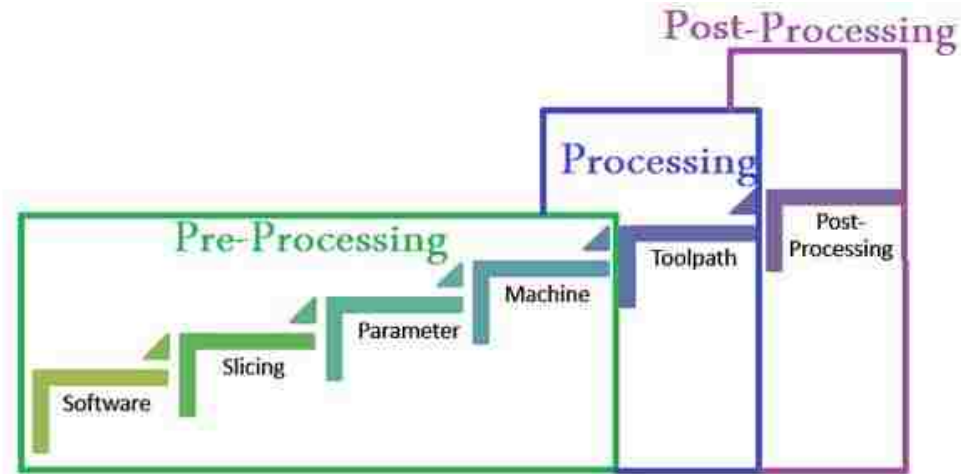 Post-Processing
Processing
Pre-Processing
Software
Slicing
Parameter
Machine
Toolpath
Post-
Processing